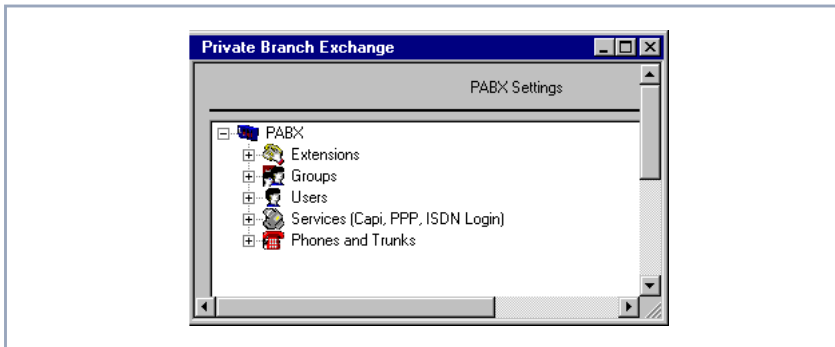 Private Branch Exchange
PABX Settings
PABX
Extensions
Groups
Users
Services (Capi, PPP, ISDN Login)
Phones and Trunks